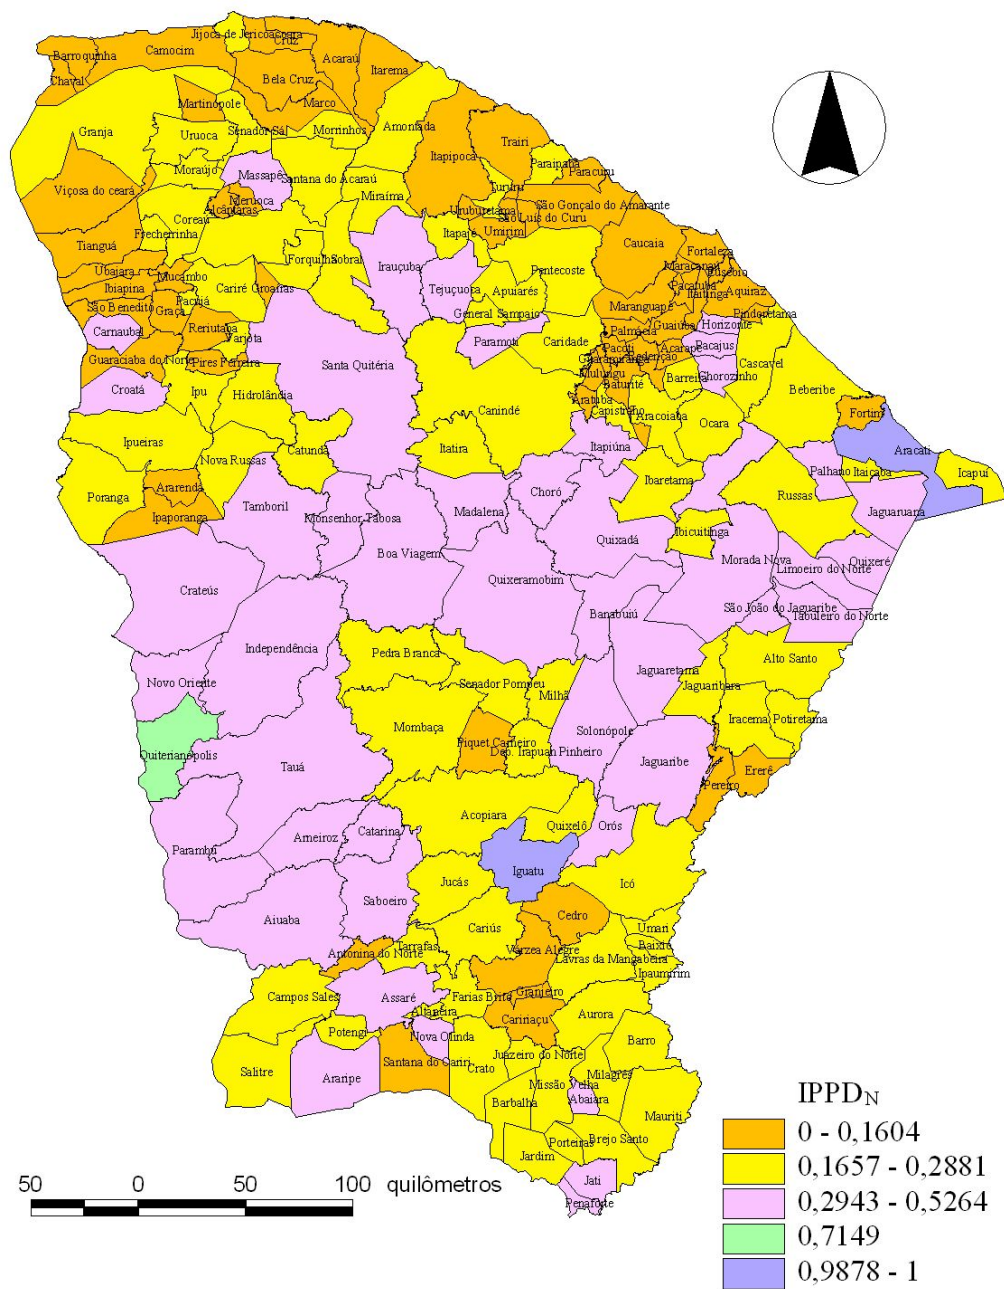 Jijoca de Jericoacoara
Cruz
Barroquinha
Camocim
Acaraú
Itarema
Chaval
Bela Cruz
Marco
Martinópole
Granja
Uruoca
Senador Sál
Morrinhos
Amontada
Itapipoca
Trairi
Paraipaba
Paracuru
Moraújo
Massapê
Santana do Acaraú
Miraíma
Tururu
Viçosa do ceará
Meruoca
Alcântaras
Uruburetama
São Gonçalo do Amarante
São Luis do Curu
Coreaú
Frecherrinha
Itapajé
Umirim
Caucaia
Fortaleza
Tianguá
Forquilha
Sobral
Irauçuba
Pentecoste
Maracanaú
Eusébio
Ubajara
Mucambo
Ibiapina
Pacujá
Cariré
Groaíras
Tejuçuoca
Apuiarés
Pacatuba
Itaitinga
Aquiraz
São Benedito
Graça
General Sampaio
Maranguapé
Pindoretama
Carnaubal
Reriutaba
Varjota
Paramoti
Caridade
Palmácia
Guaiúba
Horizonte
Pacajus
Guaraciaba do Norte
Pires Ferreira
Santa Quitéria
Pacoti
Redenção
Acarape
Guaramiranga
Mulungu
Baturité
Barreira
Chorozinho
Cascavel
Croatá
Ipu
Hidrolândia
Canindé
Aratuba
Capistrano
Aracoiaba
Ocara
Beberibe
Fortim
Ipueiras
Nova Russas
Catunda
Itatira
Itapiúna
Aracati
Poranga
Ararenda
Ipaporanga
Tamboril
Monsenhor Tabosa
Madalena
Choró
Ibaretama
Russas
Palhano
Itaiçaba
Icapuí
Jaguaruana
Boa Viagem
Quixadá
Ibicuitinga
Morada Nova
Limoeiro do Norte
Quixeré
Crateús
Quixeramobim
Banabuiú
São João do Jaguaribe
Tabuleiro do Norte
Independência
Pedra Branca
Senador Pompeu
Milhã
Jaguaretama
Jaguaribara
Alto Santo
Novo Oriente
Mombaça
Solonópole
Iracema
Potiretama
Quiterianópolis
Tauá
Piquet Carneiro
Dep. Irapuan Pinheiro
Jaguaribe
Pereiro
Ererê
Acopiara
Quixelô
Orós
Parambú
Arneiroz
Catarina
Iguatu
Jucás
Icó
Aiuaba
Saboeiro
Cariús
Cedro
Umari
Baixio
Antonina do Norte
Tarrafas
Várzea Alegre
Lavras da Mangabeira
Ipaumirim
Campos Sales
Assaré
Altaneira
Farias Brito
Granjeiro
Caririaçu
Aurora
Potengi
Nova Olinda
Barro
Salitre
Araripe
Santana do Cariri
Crato
Juazeiro do Norte
Missão Velha
Milagres
Abaiara
Barbalha
Mauriti
Jardim
Porteiras
Brejo Santo
Jati
Penaforte
IPPDN
0 - 0,1604
0,1657 - 0,2881
0,2943 - 0,5264
0,7149
0,9878 - 1
50 0 50 100 quilômetros